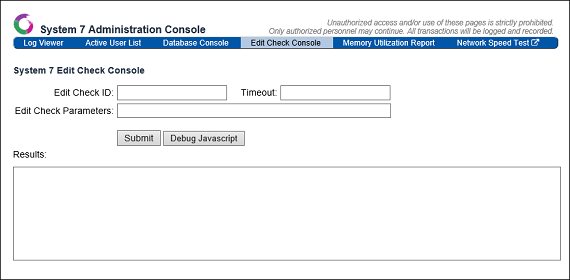 System 7 Administration Console
Unauthorized access and/or use of these pages is strictly prohibited.
Only authorized personnel may continue. All transactions will be logged and recorded.
Log Viewer Active User List Database Console Edit Check Console Memory Utilization Report Network Speed Test
System 7 Edit Check Console
Edit Check ID: Timeout:
Edit Check Parameters:
Submit Debug Javascript
Results: